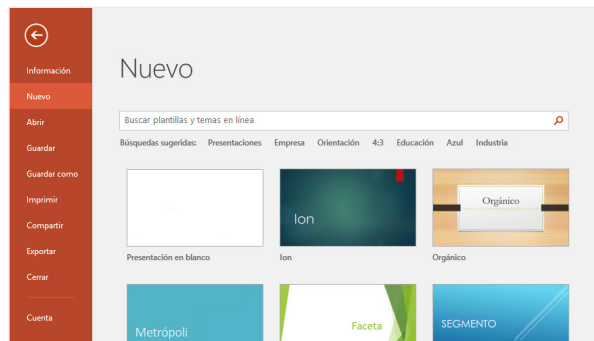 Información
Nuevo
Abrir
Guardar
Guardar como
Imprimir
Compartir
Exportar
Cerrar
Cuenta
Nuevo
Buscar plantillas y temas en línea
Búsquedas sugeridas: Presentaciones Empresa Orientación 4:3 Educación Azul Industria
Ion
Orgánico
Presentación en blanco Ion Orgánico
Metrópoli
Faceta
SEGMENTO